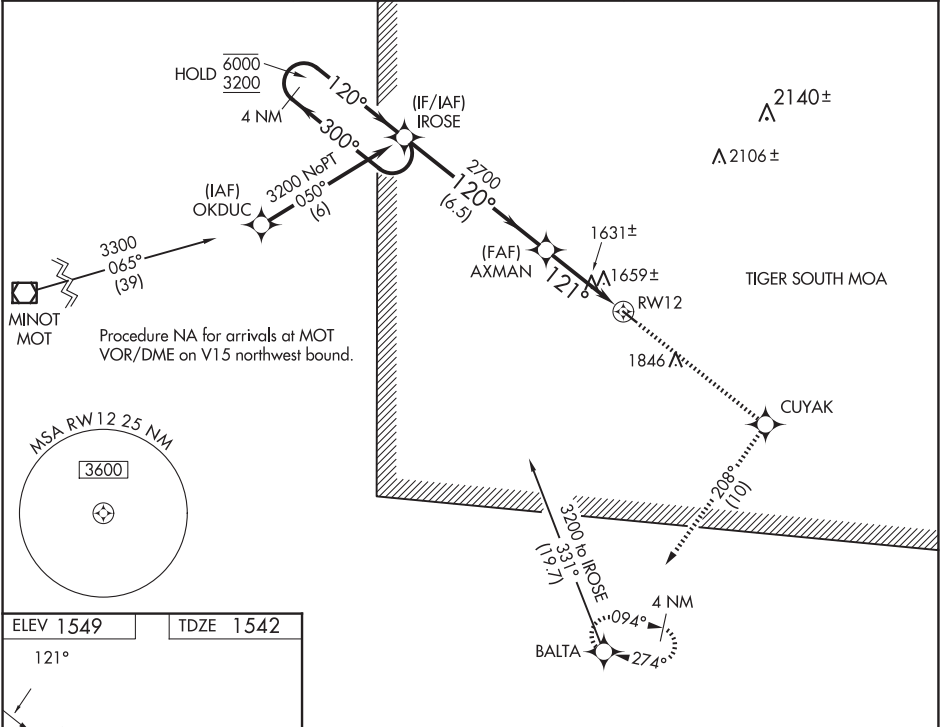 HOLD 6000
3200
4 NM
120°
300°
(IF/IAF)
IROSE
2140±
2106±
3200 NoPT
050°
(6)
(IAF)
OKDUC
2700
120°
(6.5)
3300
065°
(39)
(FAF)
AXMAN
121°
1631±
1659±
TIGER SOUTH MOA
RW12
MINOT
MOT
Procedure NA for arrivals at MOT
VOR/DME on V15 northwest bound.
1846
CUYAK
MSA RW12 25 NM
3600
208°
(10)
3200 to IROSE
331°
(19.7)
4 NM
094°
274°
BALTA
ELEV 1549
TDZE 1542
121°